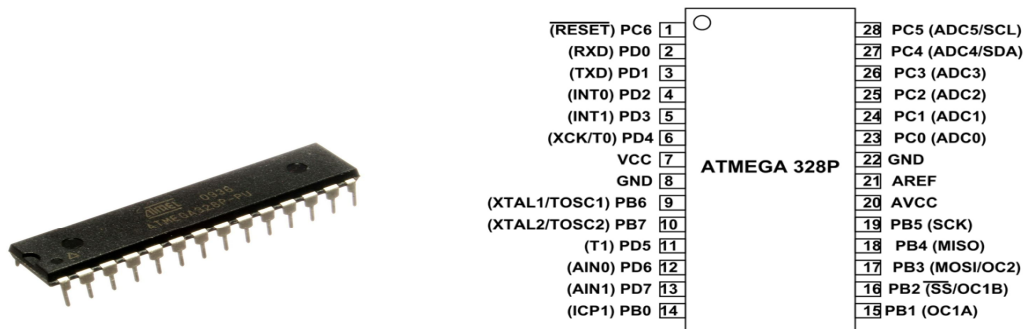 0936
ATMEL
ATMEGA328P-PU
A
(RESET) PC6 1
(RXD) PD0 2
(TXD) PD1 3
(INT0) PD2 4
(INT1) PD3 5
(XCK/T0) PD4 6
VCC 7
GND 8
(XTAL1/TOSC1) PB6 9
(XTAL2/TOSC2) PB7 10
(T1) PD5 11
(AIN0) PD6 12
(AIN1) PD7 13
(ICP1) PB0 14
ATMEGA 328P
28 PC5 (ADC5/SCL)
27 PC4 (ADC4/SDA)
26 PC3 (ADC3)
25 PC2 (ADC2)
24 PC1 (ADC1)
23 PC0 (ADC0)
22 GND
21 AREF
20 AVCC
19 PB5 (SCK)
18 PB4 (MISO)
17 PB3 (MOSI/OC2)
16 PB2 (SS/OC1B)
15 PB1 (OC1A)